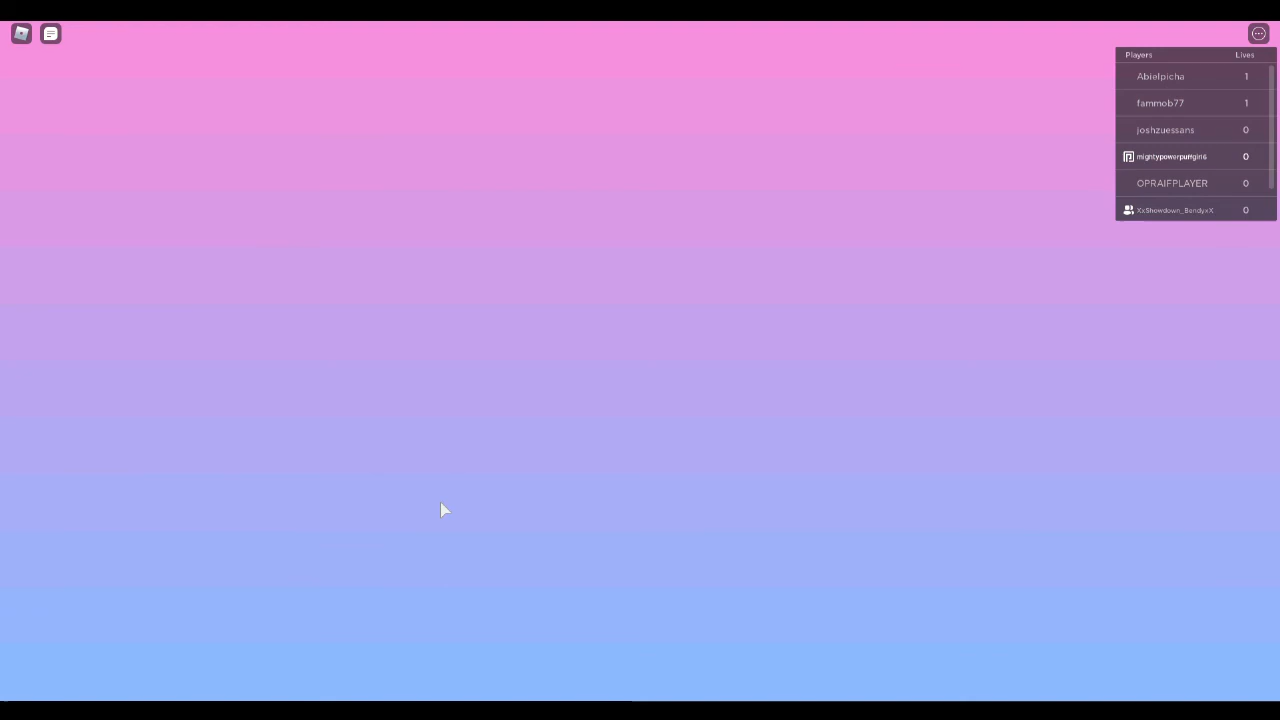 Players Lives
Abielpicha 1
fammob77 1
joshzuessans 0
mightypowerpuffgirl6 0
OPRAIFPLAYER 0
XxShowdown_BendyxX 0